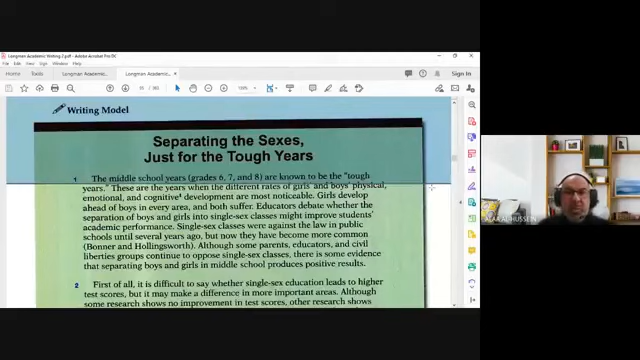 Longman Academic Writing 2.pdf - Adobe Acrobat Pro DC
File Edit View Sign Window Help
Home Tools Longman Academic... Longman Academic... × Sign In
Writing Model
Separating the Sexes,
Just for the Tough Years
1 The middle school years (grades 6, 7, and 8) are known to be the "tough
years." These are the years when the different rates of girls' and boys' physical,
emotional, and cognitive⁴ development are most noticeable. Girls develop
ahead of boys in every area, and both suffer. Educators debate whether the
separation of boys and girls into single-sex classes might improve students'
academic performance. Single-sex classes were against the law in public
schools until several years ago, but now they have become more common
(Bonner and Hollingsworth). Although some parents, educators, and civil
liberties groups continue to oppose single-sex classes, there is some evidence
that separating boys and girls in middle school produces positive results.
2 First of all, it is difficult to say whether single-sex education leads to higher
test scores, but it may make a difference in more important areas. Although
some research shows no improvement in test scores, other research shows